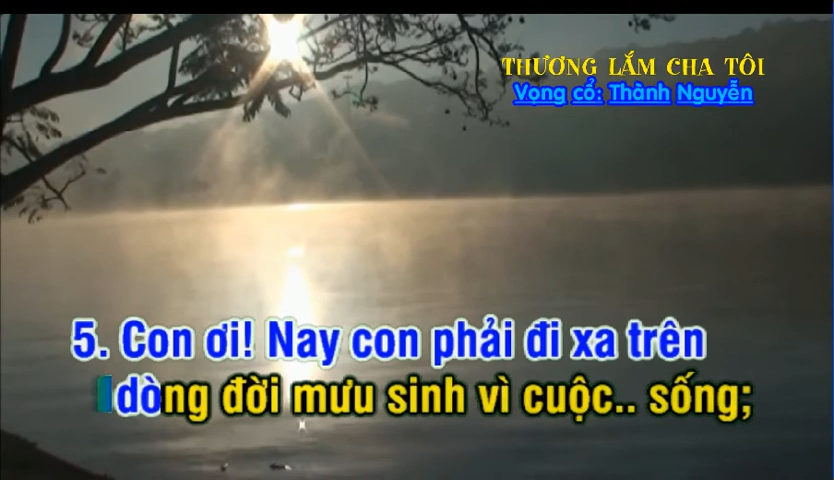 THƯƠNG LẮM CHA TÔI
Vọng cổ: Thành Nguyễn
5. Con ơi! Nay con phải đi xa trên
dòng đời mưu sinh vì cuộc.. sống;